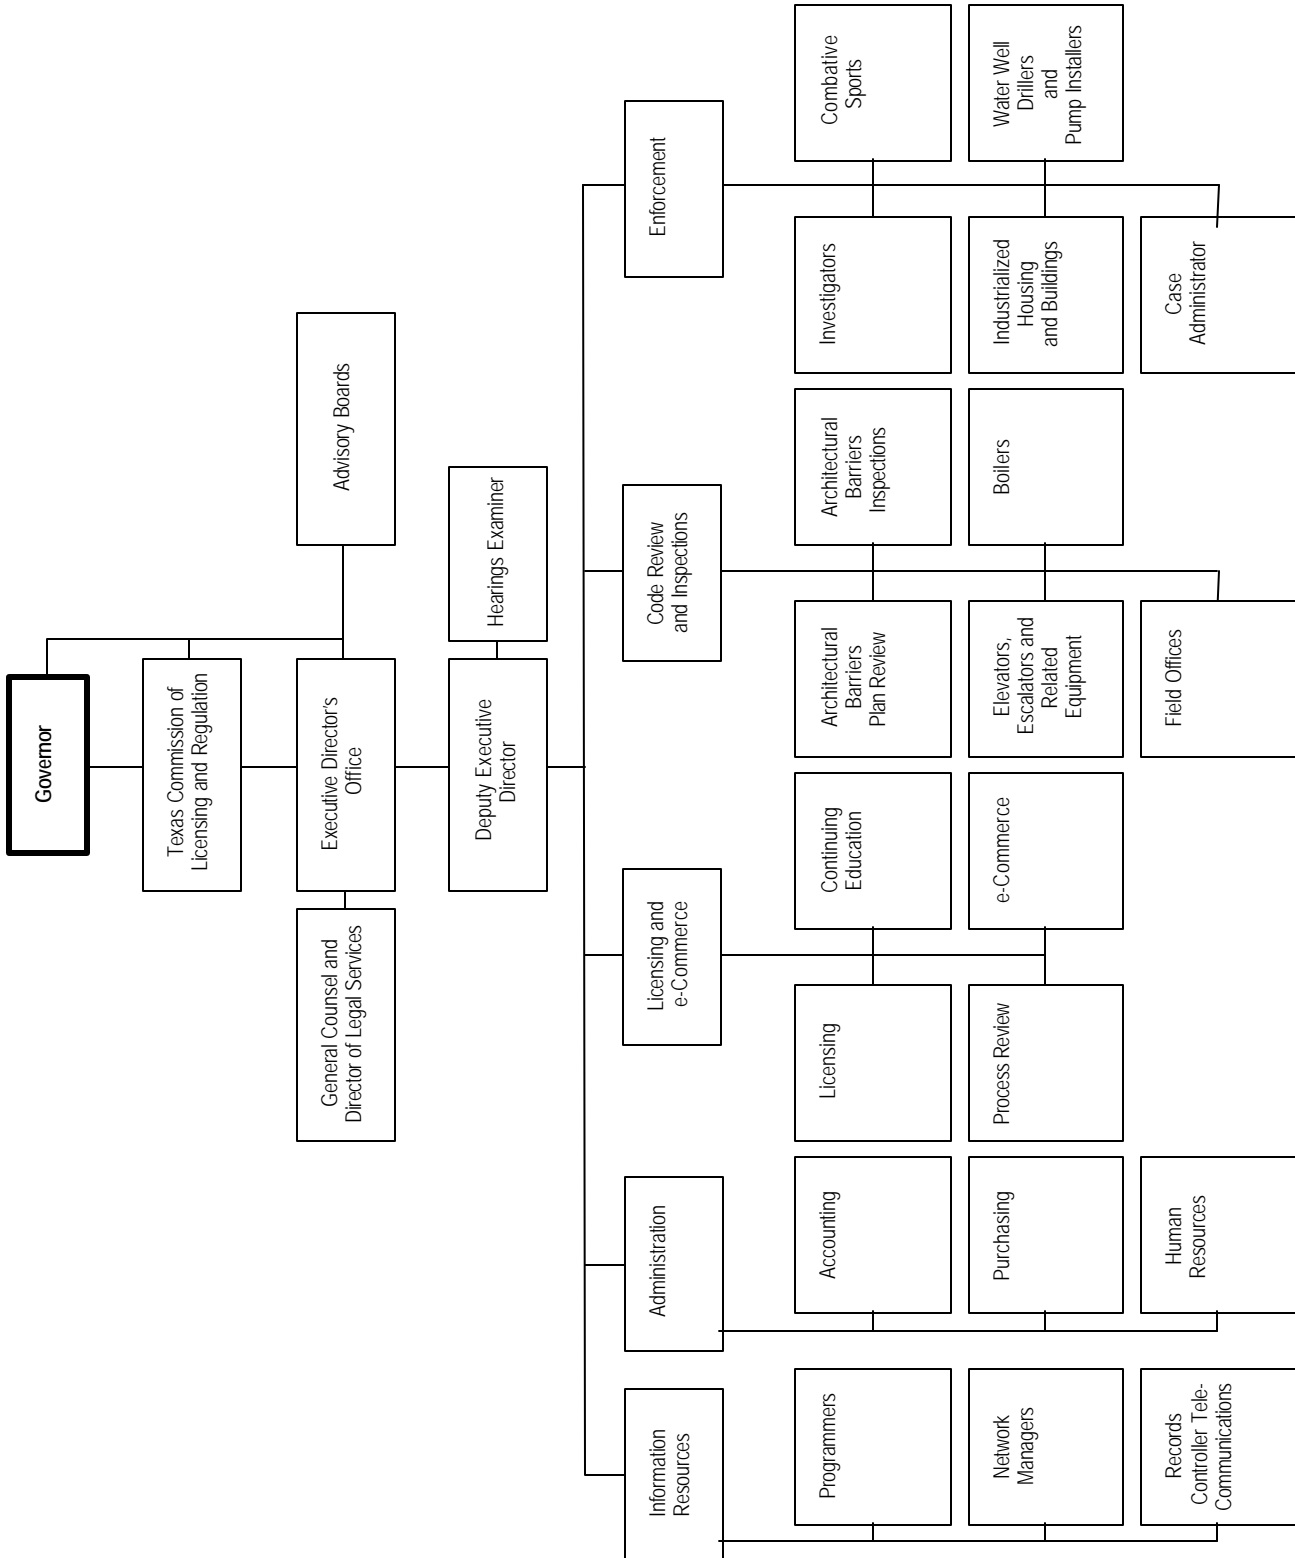 Governor
Texas Commission of
Licensing and Regulation
General Counsel and
Director of Legal Services
Executive Director's
Office
Advisory Boards
Deputy Executive
Director
Hearings Examiner
Information
Resources
Administration
Licensing and
e-Commerce
Code Review
and Inspections
Enforcement
Programmers
Accounting
Licensing
Continuing
Education
Architectural
Barriers
Plan Review
Architectural
Barriers
Inspections
Investigators
Combative
Sports
Network
Managers
Purchasing
Process Review
e-Commerce
Elevators,
Escalators and
Related
Equipment
Boilers
Industrialized
Housing
and Buildings
Water Well
Drillers
and
Pump Installers
Records
Controller Tele-
Communications
Human
Resources
Field Offices
Case
Administrator